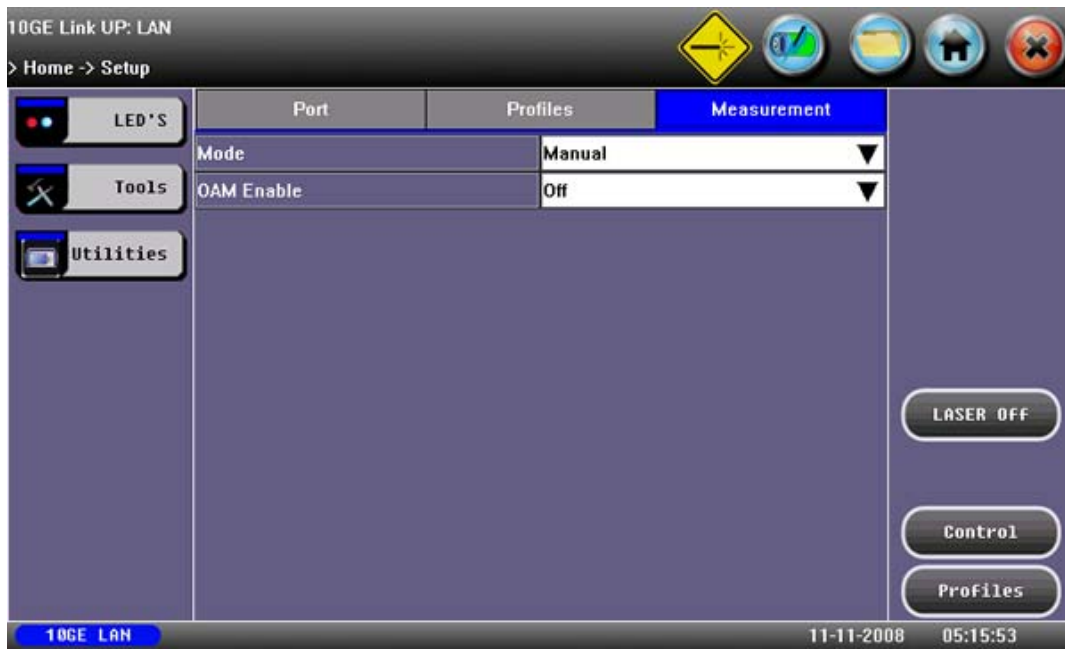 10GE Link UP: LAN
> Home -> Setup
LED'S
Tools
Utilities
Port Profiles Measurement
Mode Manual
OAM Enable Off
LASER OFF
Control
Profiles
10GE LAN 11-11-2008 05:15:53